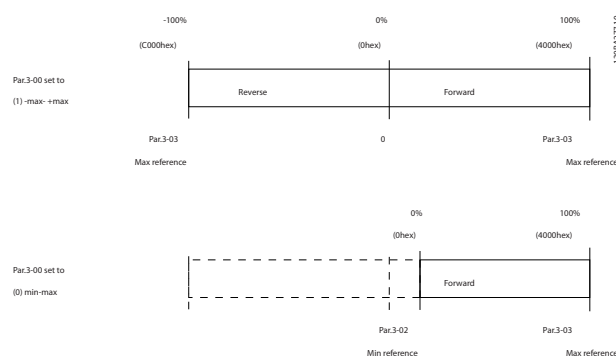 -100% 0% 100%
(C000hex) (0hex) (4000hex)
Par.3-00 set to
(1) -max- +max
Reverse Forward
Par.3-03 0 Par.3-03
Max reference Max reference
0% 100%
(0hex) (4000hex)
Par.3-00 set to
(0) min-max
Forward
Par.3-02 Par.3-03
Min reference Max reference